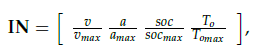 IN = [ v/v_max a/a_max soc/soc_max T_o/T_omax ],